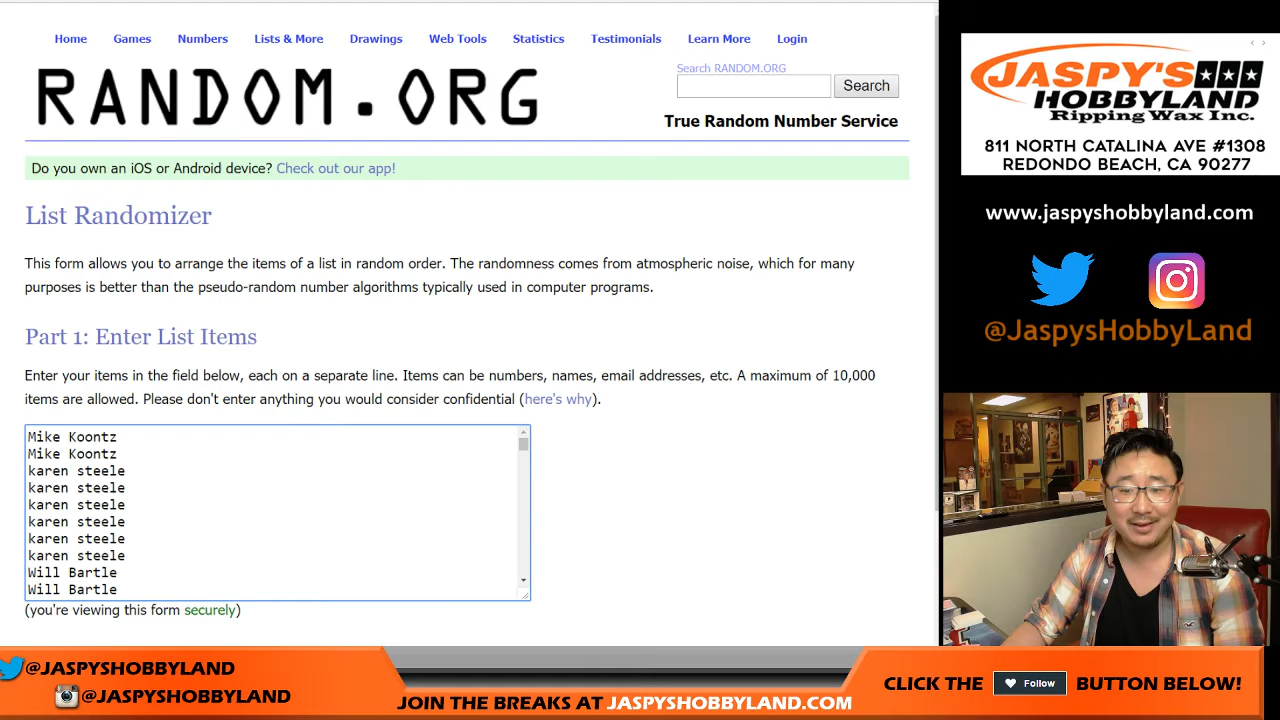 Home Games Numbers Lists & More Drawings Web Tools Statistics Testimonials Learn More Login
RANDOM.ORG
Search RANDOM.ORG
Search
True Random Number Service
Do you own an iOS or Android device? Check out our app!
List Randomizer
This form allows you to arrange the items of a list in random order. The randomness comes from atmospheric noise, which for many
purposes is better than the pseudo-random number algorithms typically used in computer programs.
Part 1: Enter List Items
Enter your items in the field below, each on a separate line. Items can be numbers, names, email addresses, etc. A maximum of 10,000
items are allowed. Please don't enter anything you would consider confidential (here's why).
Mike Koontz
Mike Koontz
karen steele
karen steele
karen steele
karen steele
karen steele
karen steele
Will Bartle
Will Bartle
(you're viewing this form securely)
JASPY'S
HOBBYLAND
Ripping Wax Inc.
811 NORTH CATALINA AVE #1308
REDONDO BEACH, CA 90277
www.jaspyshobbyland.com
@JaspysHobbyLand
@JASPYSHOBBYLAND
@JASPYSHOBBYLAND
JOIN THE BREAKS AT JASPYSHOBBYLAND.COM
CLICK THE Follow BUTTON BELOW!